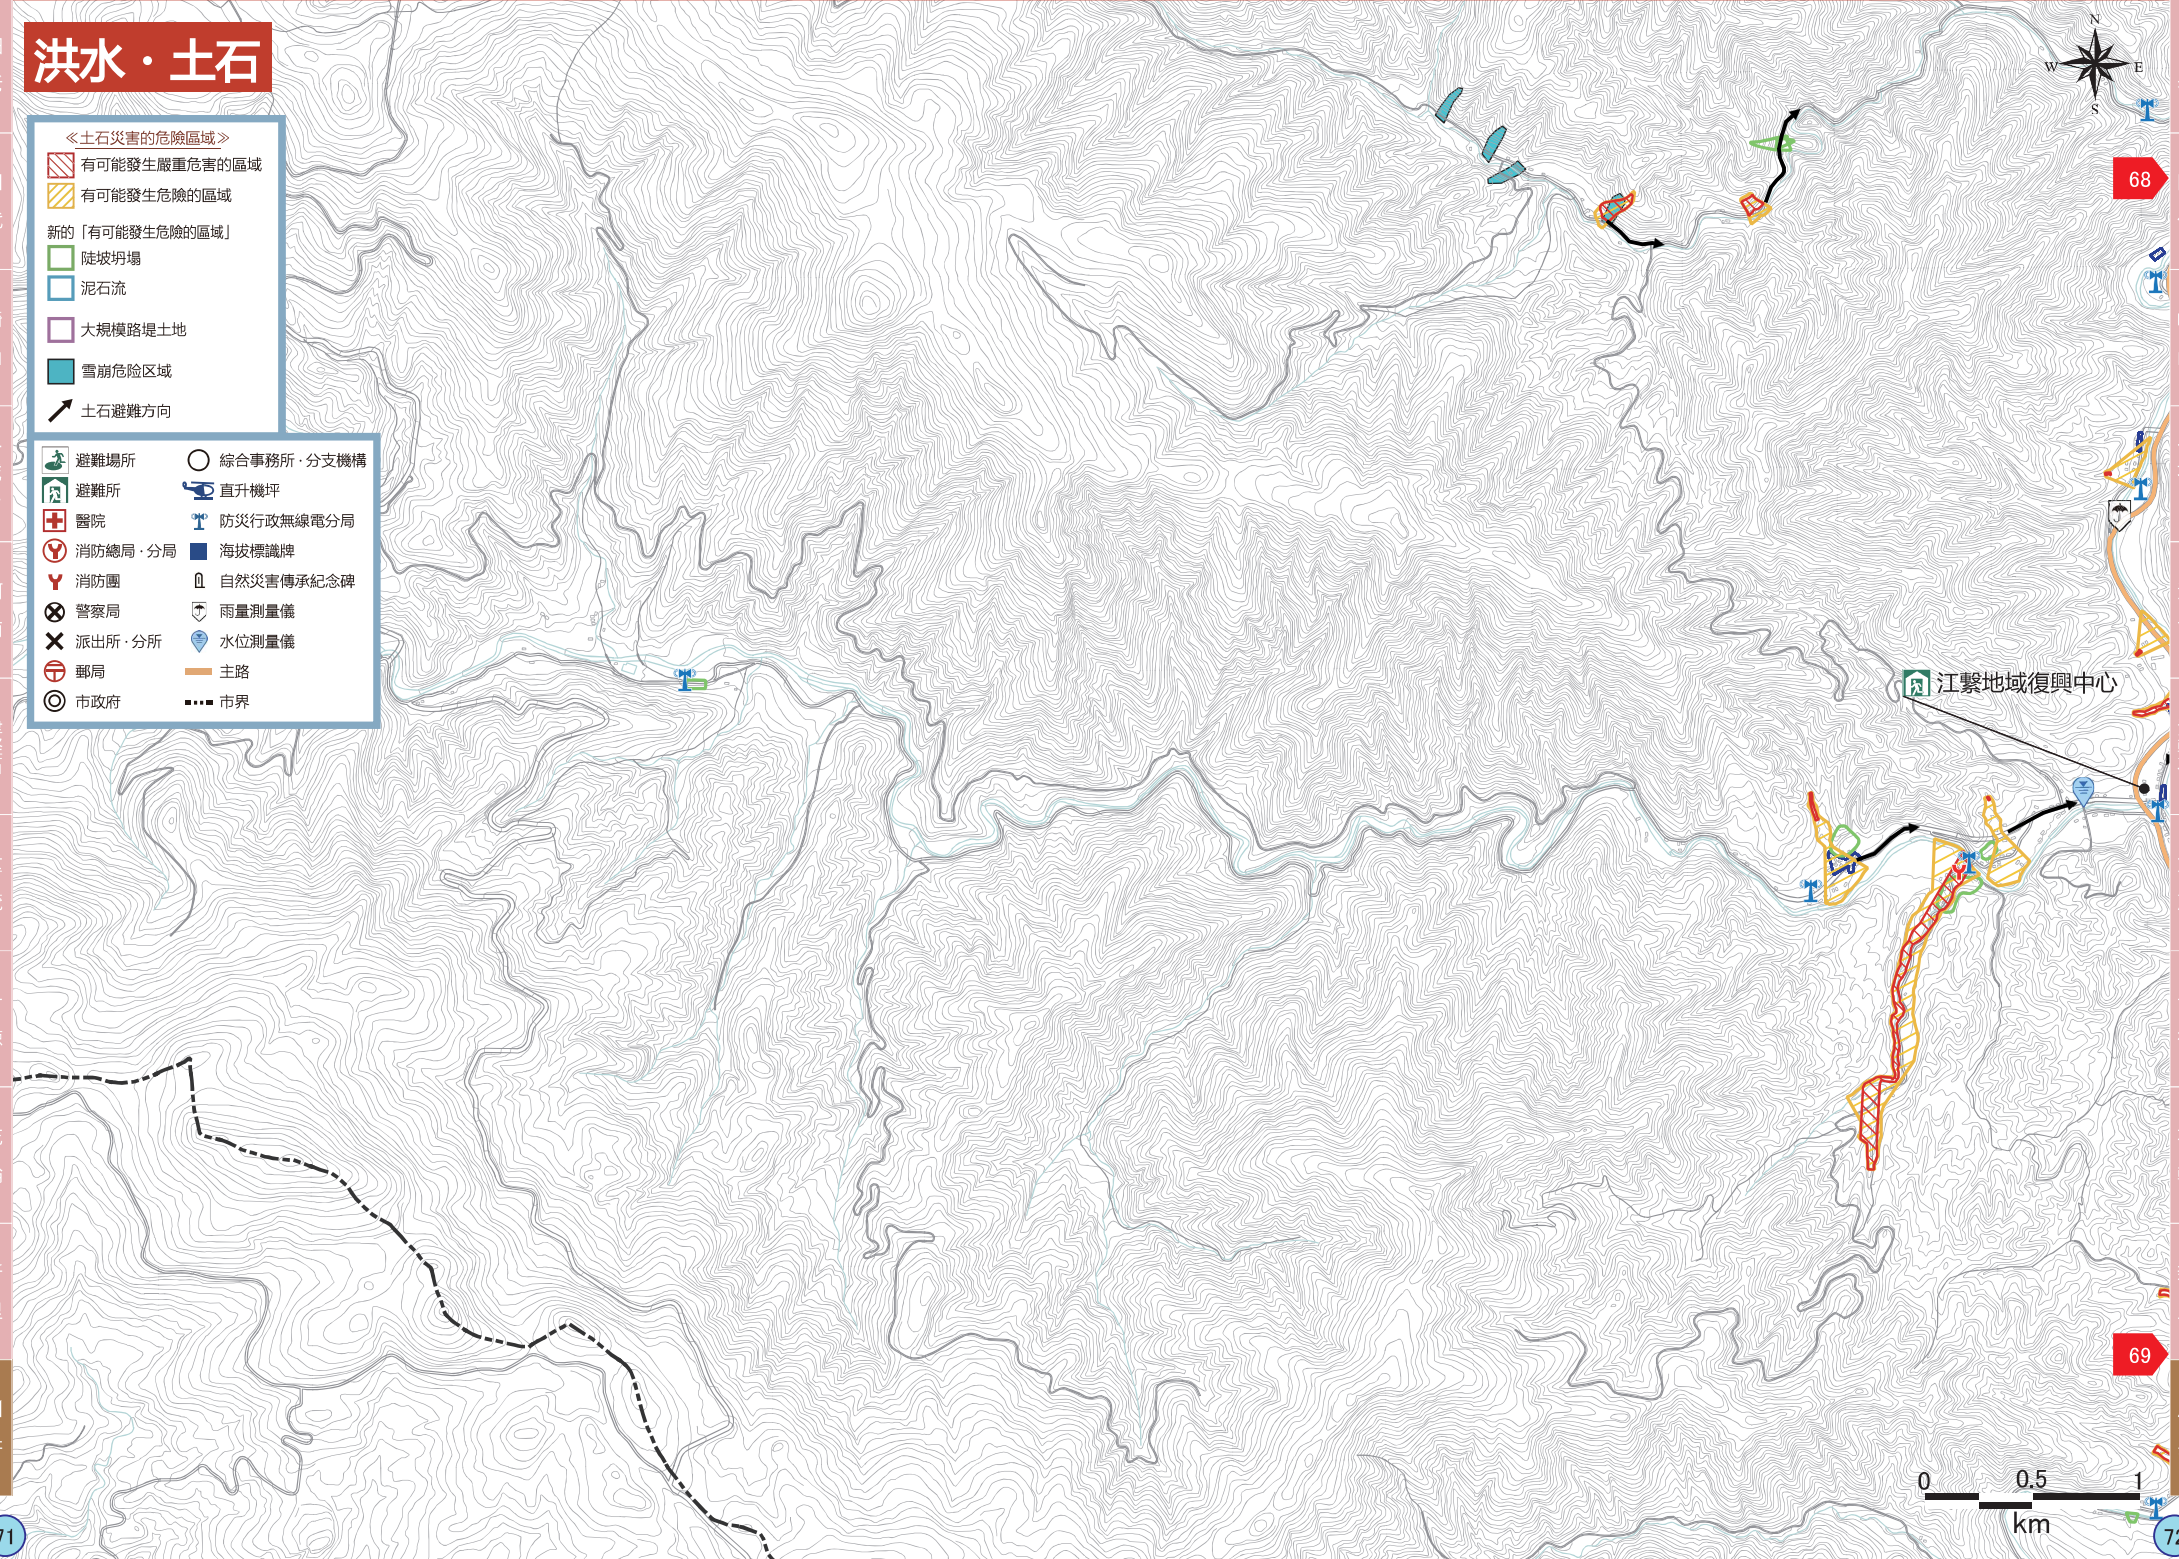 洪水・土石
≪土石災害的危險區域≫
有可能發生嚴重危害的區域
有可能發生危險的區域
新的「有可能發生危險的區域」
陡坡坍塌
泥石流
大規模路堤土地
雪崩危险区域
土石避難方向
避難場所
避難所
醫院
消防總局·分局
消防團
警察局
派出所·分所
郵局
市政府
綜合事務所·分支機構
直升機坪
防災行政無線電分局
海拔標識牌
自然災害傳承紀念碑
雨量測量儀
水位測量儀
主路
市界
N
W
E
S
68
江繫地域復興中心
69
0 0.5 1
km
71
72